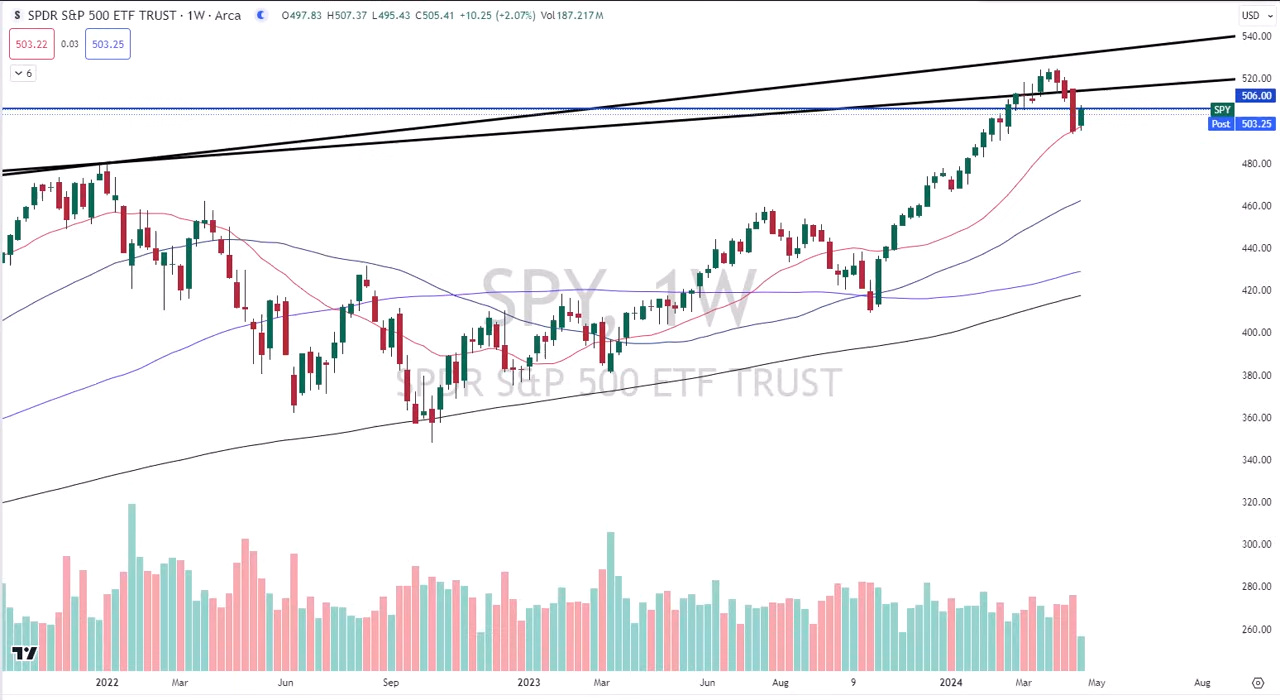 S SPDR S&P 500 ETF TRUST · 1W · Arca O497.83 H507.37 L495.43 C505.41 +10.25 (+2.07%) Vol187.217M
USD
503.22 0.03 503.25
6
540.00
520.00
506.00
SPY
Post 503.25
480.00
460.00
440.00
420.00
400.00
380.00
360.00
340.00
320.00
300.00
280.00
260.00
SPY, 1W
SPDR S&P 500 ETF TRUST
2022 Mar Jun Sep 2023 Mar Jun Aug 9 2024 Mar May Aug